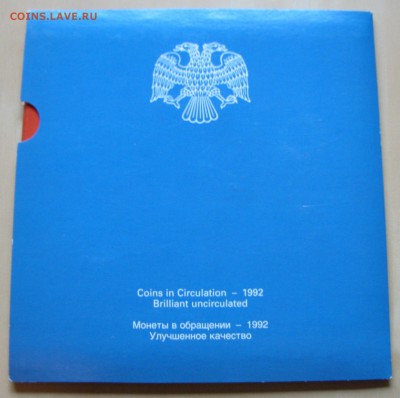 COINS.LAVE.RU
Coins in Circulation – 1992
Brilliant uncirculated
Монеты в обращении – 1992
Улучшенное качество